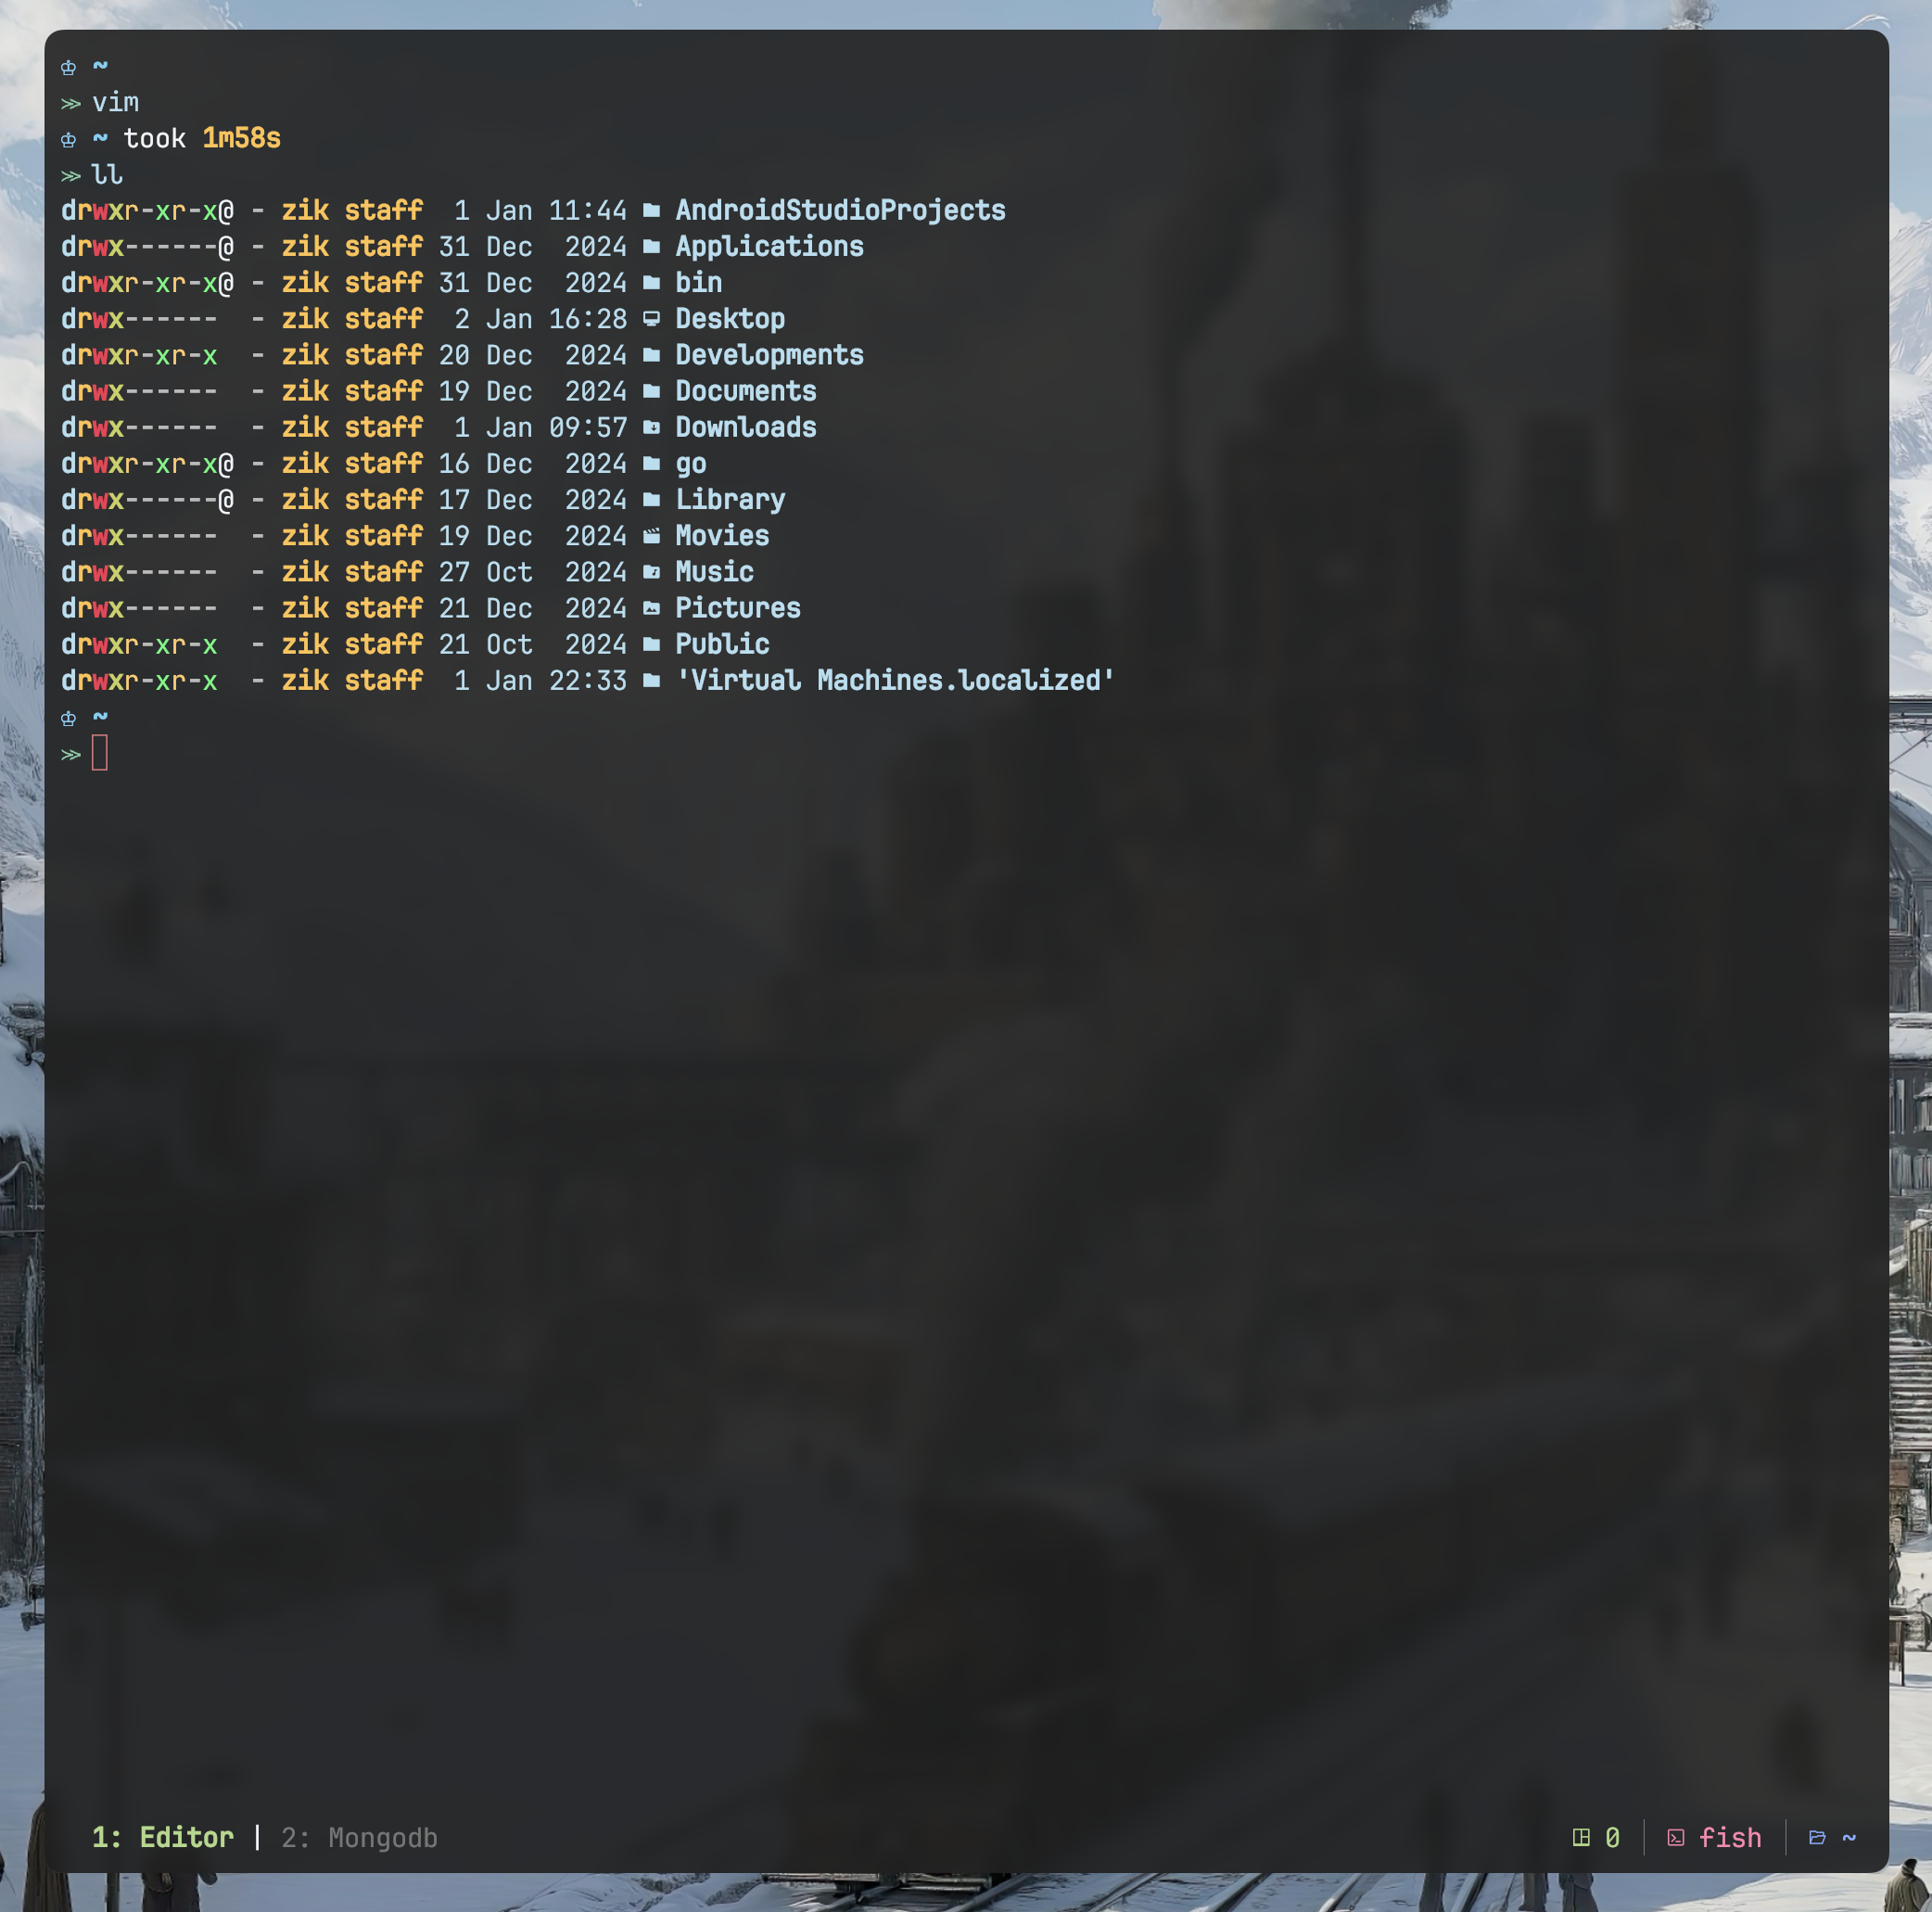 ♔ ~
≫ vim
♔ ~ took 1m58s
≫ ll
drwxr-xr-x@ - zik staff  1 Jan 11:44 AndroidStudioProjects
drwx------@ - zik staff 31 Dec  2024 Applications
drwxr-xr-x@ - zik staff 31 Dec  2024 bin
drwx------  - zik staff  2 Jan 16:28 Desktop
drwxr-xr-x  - zik staff 20 Dec  2024 Developments
drwx------  - zik staff 19 Dec  2024 Documents
drwx------  - zik staff  1 Jan 09:57 Downloads
drwxr-xr-x@ - zik staff 16 Dec  2024 go
drwx------@ - zik staff 17 Dec  2024 Library
drwx------  - zik staff 19 Dec  2024 Movies
drwx------  - zik staff 27 Oct  2024 Music
drwx------  - zik staff 21 Dec  2024 Pictures
drwxr-xr-x  - zik staff 21 Oct  2024 Public
drwxr-xr-x  - zik staff  1 Jan 22:33 'Virtual Machines.localized'
♔ ~
≫
1: Editor | 2: Mongodb 0 │ fish │ ~